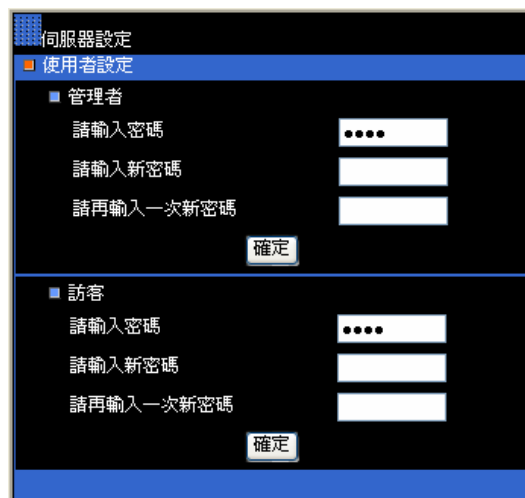 伺服器設定
使用者設定
管理者
請輸入密碼 ●●●●
請輸入新密碼
請再輸入一次新密碼
確定
訪客
請輸入密碼 ●●●●
請輸入新密碼
請再輸入一次新密碼
確定